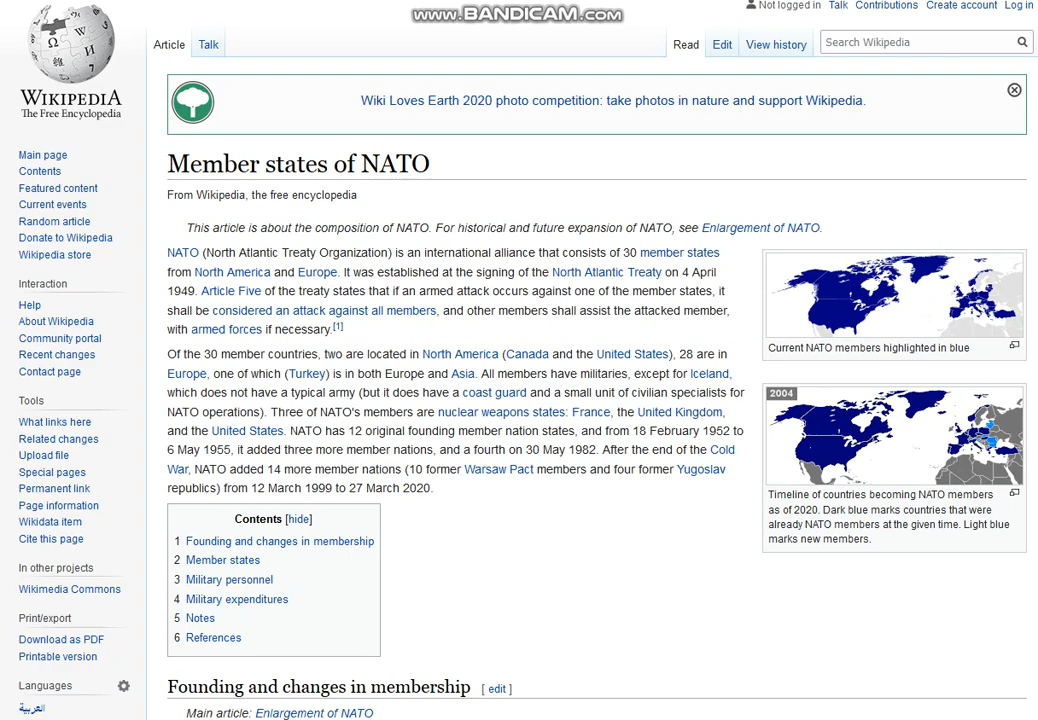 www.BANDICAM.com
Not logged in Talk Contributions Create account Log in
Article Talk Read Edit View history Search Wikipedia
WIKIPEDIA
The Free Encyclopedia
Main page
Contents
Featured content
Current events
Random article
Donate to Wikipedia
Wikipedia store
Interaction
Help
About Wikipedia
Community portal
Recent changes
Contact page
Tools
What links here
Related changes
Upload file
Special pages
Permanent link
Page information
Wikidata item
Cite this page
In other projects
Wikimedia Commons
Print/export
Download as PDF
Printable version
Languages
العربية
Wiki Loves Earth 2020 photo competition: take photos in nature and support Wikipedia.
Member states of NATO
From Wikipedia, the free encyclopedia
This article is about the composition of NATO. For historical and future expansion of NATO, see Enlargement of NATO.
NATO (North Atlantic Treaty Organization) is an international alliance that consists of 30 member states
from North America and Europe. It was established at the signing of the North Atlantic Treaty on 4 April
1949. Article Five of the treaty states that if an armed attack occurs against one of the member states, it
shall be considered an attack against all members, and other members shall assist the attacked member,
with armed forces if necessary.[1]
Of the 30 member countries, two are located in North America (Canada and the United States), 28 are in
Europe, one of which (Turkey) is in both Europe and Asia. All members have militaries, except for Iceland,
which does not have a typical army (but it does have a coast guard and a small unit of civilian specialists for
NATO operations). Three of NATO's members are nuclear weapons states: France, the United Kingdom,
and the United States. NATO has 12 original founding member nation states, and from 18 February 1952 to
6 May 1955, it added three more member nations, and a fourth on 30 May 1982. After the end of the Cold
War, NATO added 14 more member nations (10 former Warsaw Pact members and four former Yugoslav
republics) from 12 March 1999 to 27 March 2020.
Current NATO members highlighted in blue
2004
Timeline of countries becoming NATO members
as of 2020. Dark blue marks countries that were
already NATO members at the given time. Light blue
marks new members.
Contents [hide]
1 Founding and changes in membership
2 Member states
3 Military personnel
4 Military expenditures
5 Notes
6 References
Founding and changes in membership [ edit ]
Main article: Enlargement of NATO